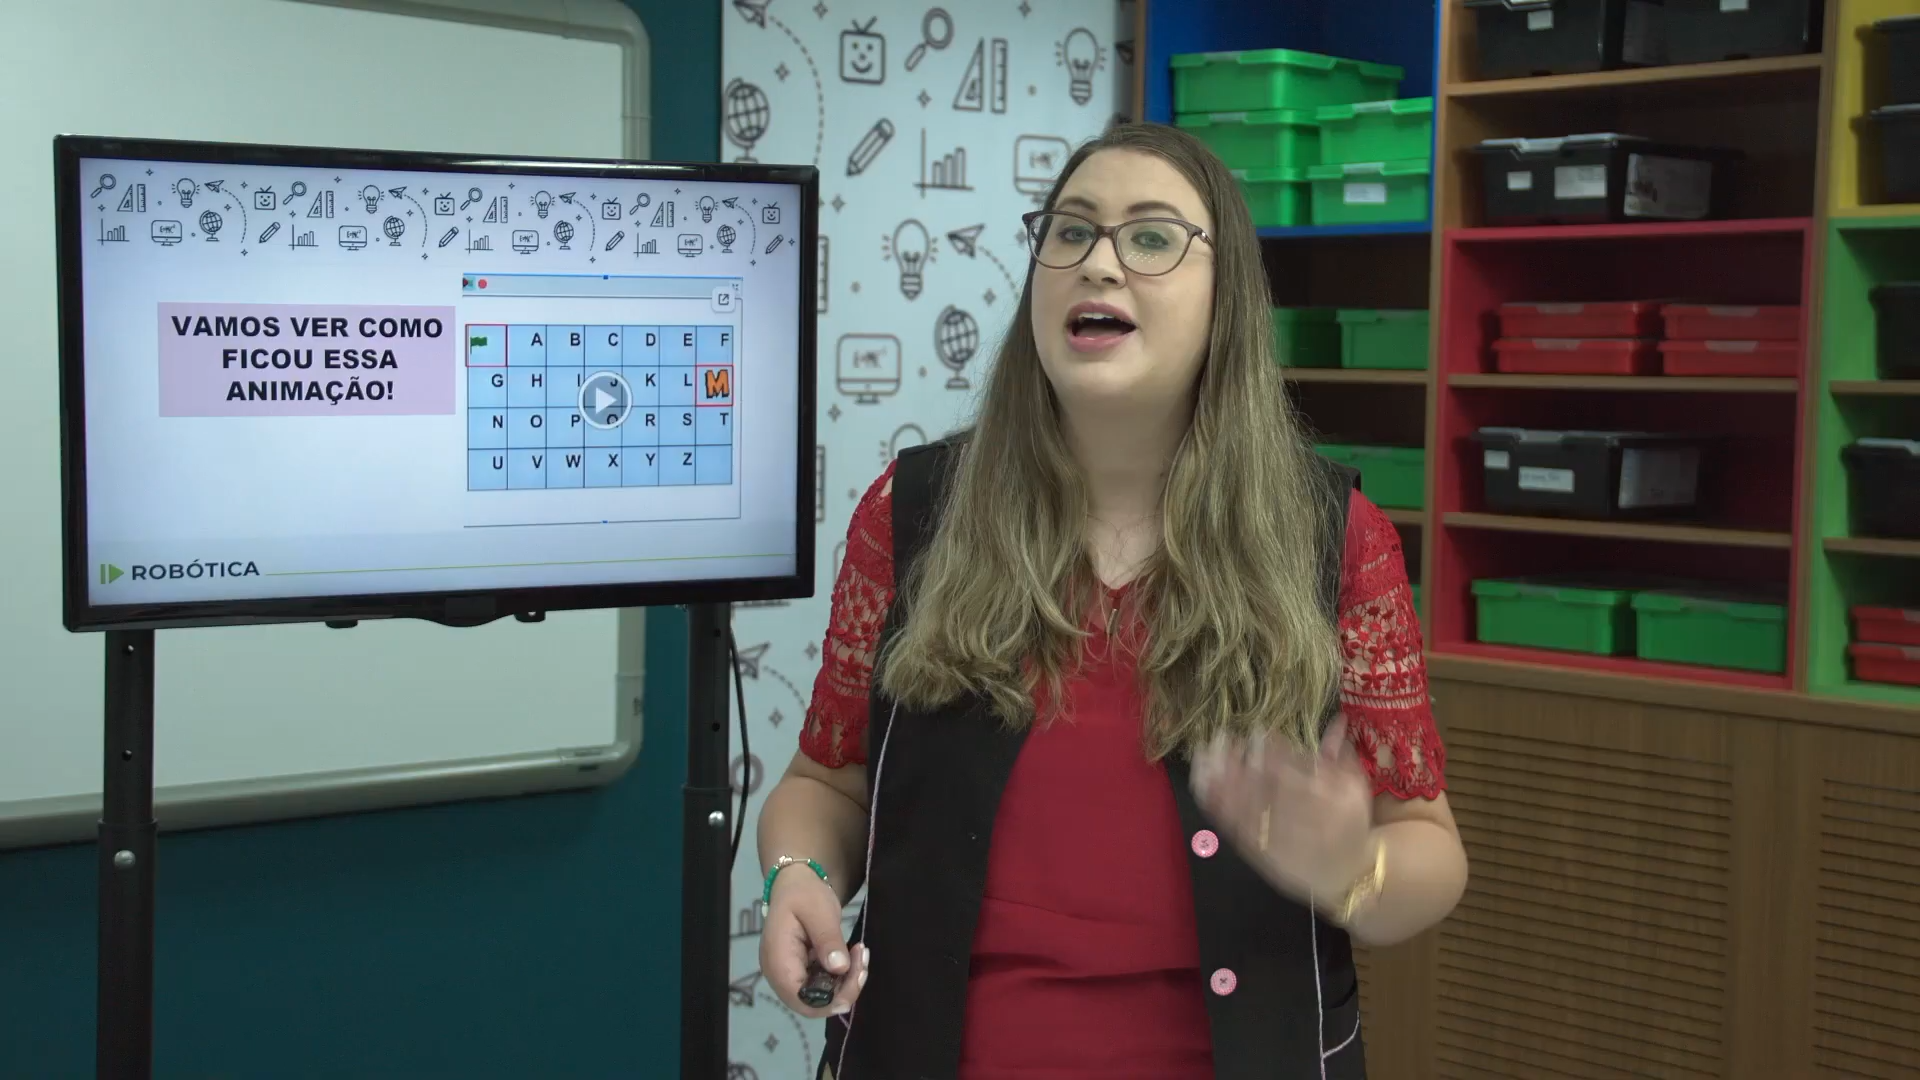 VAMOS VER COMO
FICOU ESSA
ANIMAÇÃO!
A B C D E F
G H I J K L M
N O P Q R S T
U V W X Y Z
ROBÓTICA